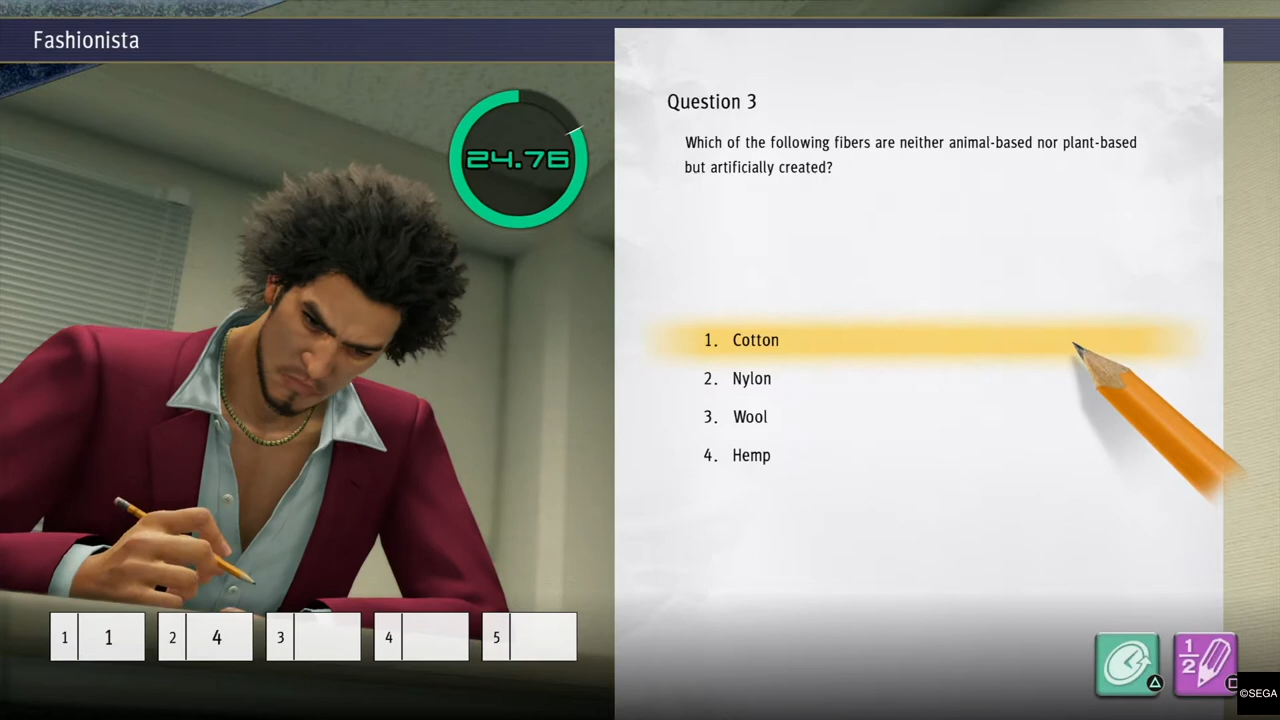 Fashionista
24.76
Question 3
Which of the following fibers are neither animal-based nor plant-based
but artificially created?
1. Cotton
2. Nylon
3. Wool
4. Hemp
1 1 2 4 3 4 5
1/2
©SEGA